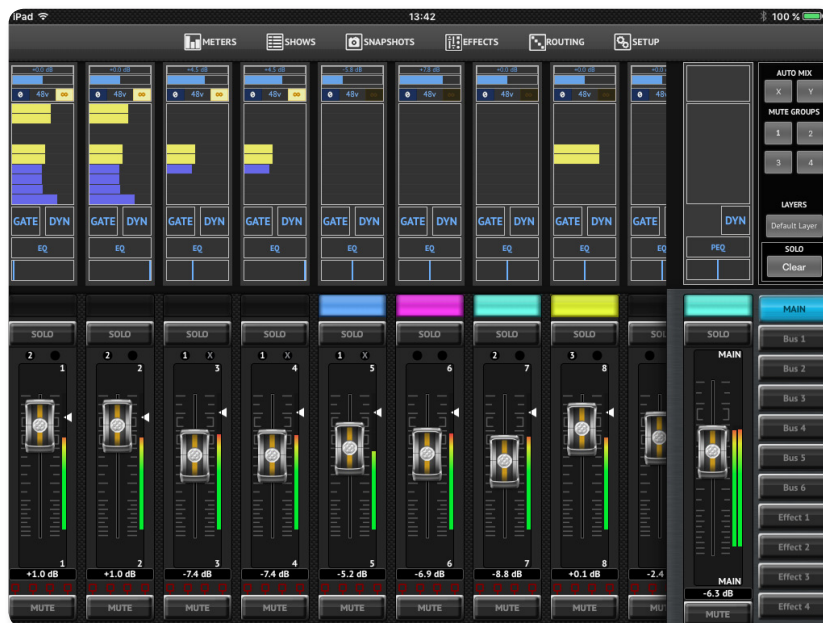 iPad 13:42 100 %
METERS SHOWS SNAPSHOTS EFFECTS ROUTING SETUP
+0.0 dB +0.0 dB +4.5 dB +4.5 dB -5.8 dB +7.8 dB +0.0 dB +0.0 dB +0.0
AUTO MIX
X Y
48v 48v 48v 48v 48v 48v 48v 48v
MUTE GROUPS
1 2
3 4
LAYERS
GATE DYN GATE DYN GATE DYN GATE DYN GATE DYN GATE DYN GATE DYN GATE DYN GATE DYN
Default Layer
EQ EQ EQ EQ EQ EQ EQ EQ EQ PEQ
SOLO
Clear
MAIN
SOLO SOLO SOLO SOLO SOLO SOLO SOLO SOLO SOLO SOLO
Bus 1
2 2 1 X 1 X 2 3
1 2 3 4 5 6 7 8 MAIN
Bus 2
Bus 3
Bus 4
Bus 5
Bus 6
Effect 1
Effect 2
1 2 3 4 5 6 7 8 MAIN
Effect 3
+1.0 dB +1.0 dB -7.4 dB -7.4 dB -5.2 dB -6.9 dB -8.8 dB +0.1 dB -2.4 -6.3 dB
MUTE MUTE MUTE MUTE MUTE MUTE MUTE MUTE MU MUTE
Effect 4